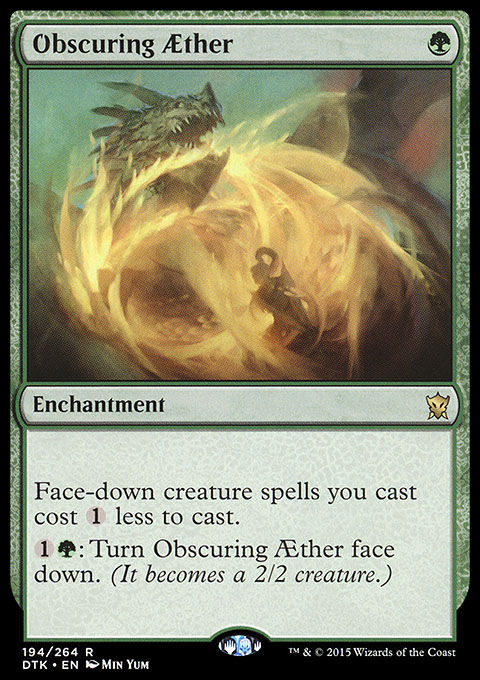 Obscuring Æther
Enchantment
Face-down creature spells you cast
cost 1 less to cast.
1 : Turn Obscuring Æther face
down. (It becomes a 2/2 creature.)
194/264 R
DTK • EN Min Yum
™ & © 2015 Wizards of the Coast